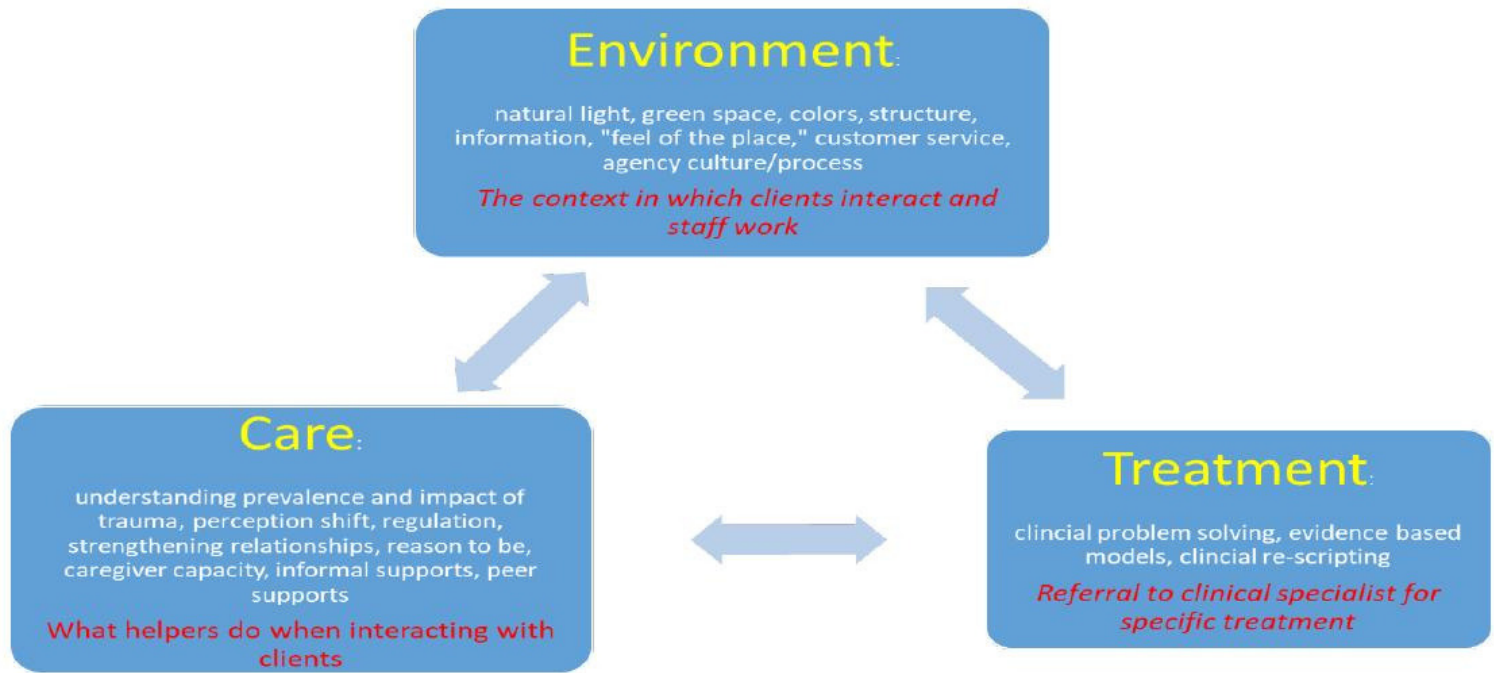 Environment:
natural light, green space, colors, structure,
information, "feel of the place," customer service,
agency culture/process
The context in which clients interact and
staff work
Care:
understanding prevalence and impact of
trauma, perception shift, regulation,
strengthening relationships, reason to be,
caregiver capacity, informal supports, peer
supports
What helpers do when interacting with
clients
Treatment:
clincial problem solving, evidence based
models, clincial re-scripting
Referral to clinical specialist for
specific treatment